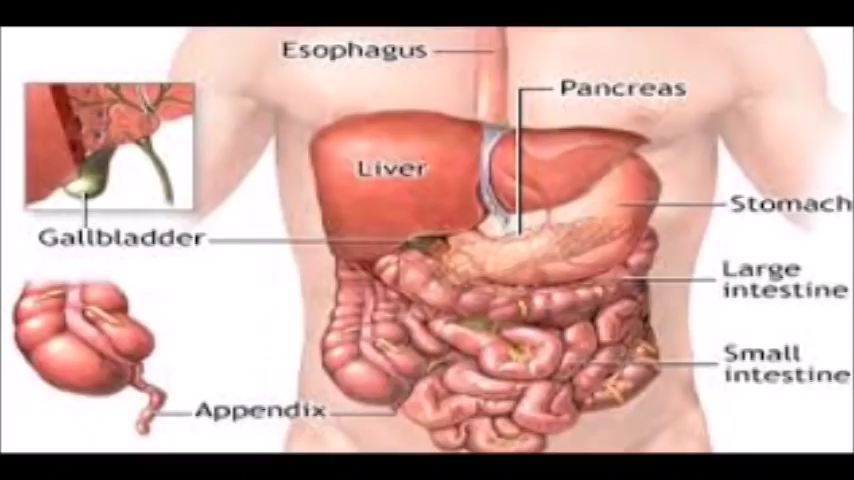 Esophagus
Pancreas
Liver
Stomach
Gallbladder
Large
intestine
Small
intestine
Appendix